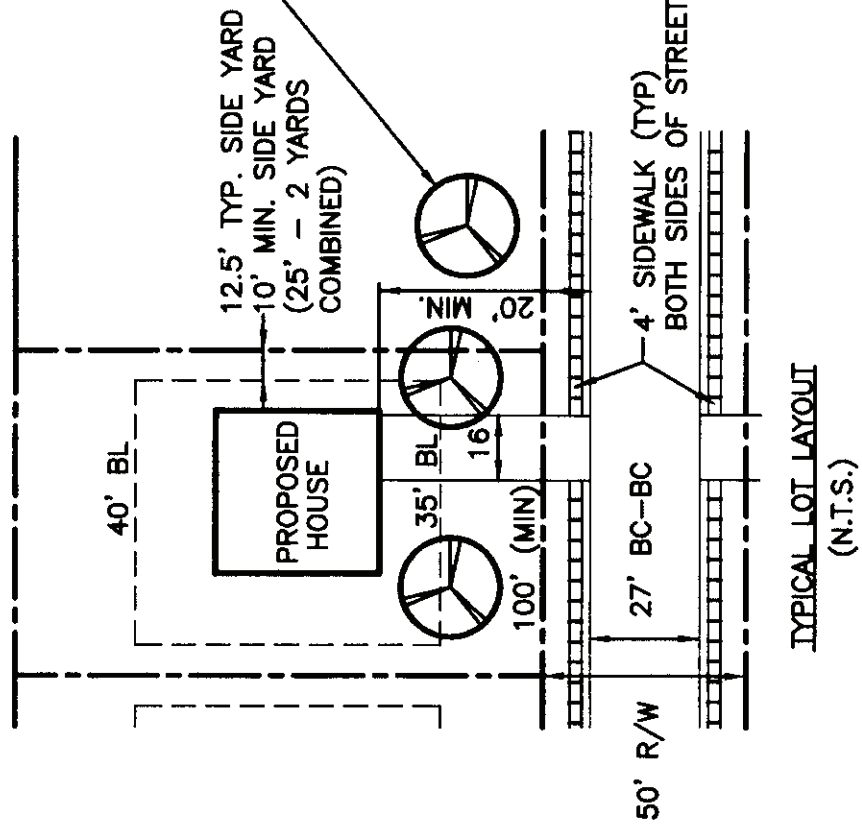 12.5' TYP. SIDE YARD
10' MIN. SIDE YARD
(25' - 2 YARDS
COMBINED)
40' BL
PROPOSED
HOUSE
20'
MIN.
35' BL
16
100' (MIN)
4' SIDEWALK (TYP)
BOTH SIDES OF STREET
27' BC-BC
50' R/W
TYPICAL LOT LAYOUT
(N.T.S.)